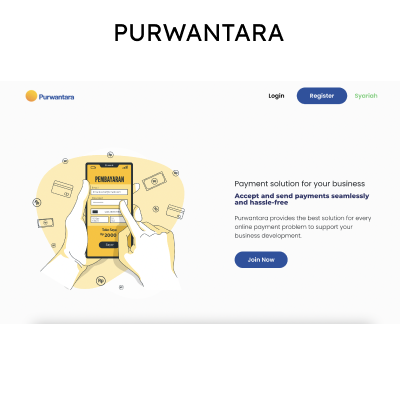 PURWANTARA
Purwantara
Login
Register
Syariah
PEMBAYARAN
Payment solution for your business
Accept and send payments seamlessly
and hassle-free
Purwantara provides the best solution for every
online payment problem to support your
business development.
Join Now
Rp